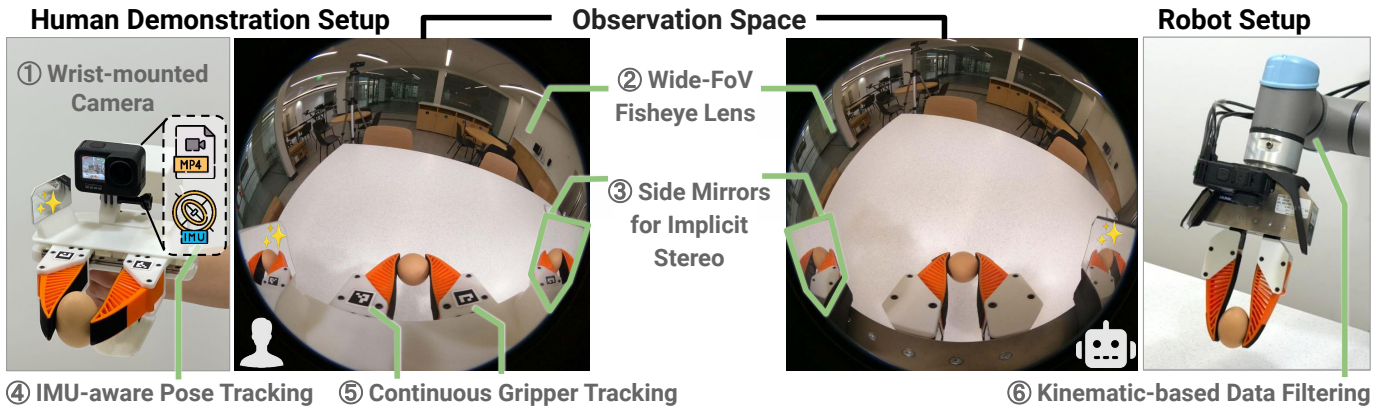 Human Demonstration Setup
Observation Space
Robot Setup
① Wrist-mounted
Camera
MP4
IMU
② Wide-FoV
Fisheye Lens
③ Side Mirrors
for Implicit
Stereo
④ IMU-aware Pose Tracking
⑤ Continuous Gripper Tracking
⑥ Kinematic-based Data Filtering